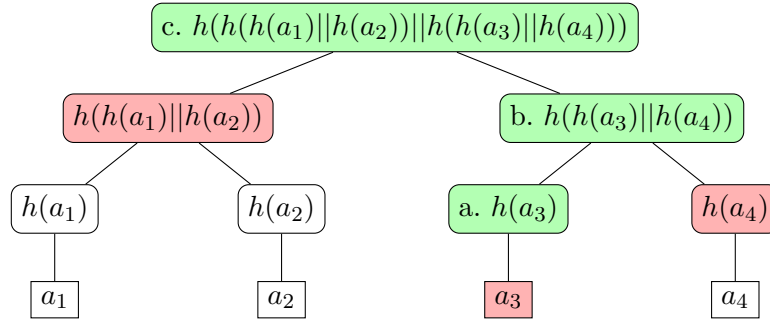 c. h(h(h(a₁)||h(a₂))||h(h(a₃)||h(a₄)))
h(h(a₁)||h(a₂))
b. h(h(a₃)||h(a₄))
h(a₁)
h(a₂)
a. h(a₃)
h(a₄)
a₁
a₂
a₃
a₄